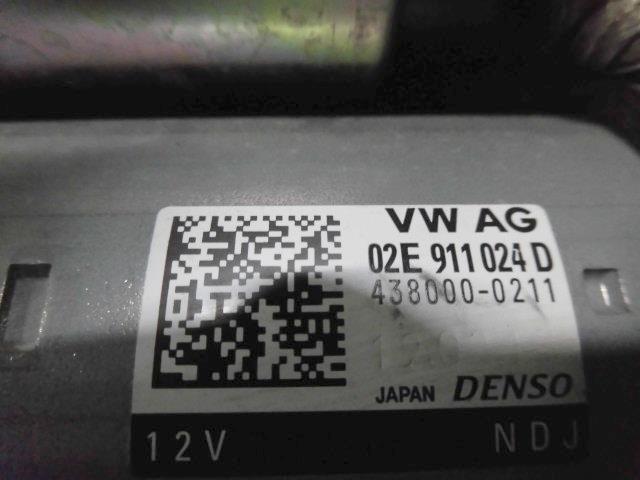 VW AG
02E 911 024 D
438000-0211
JAPAN DENSO
12V NDJ